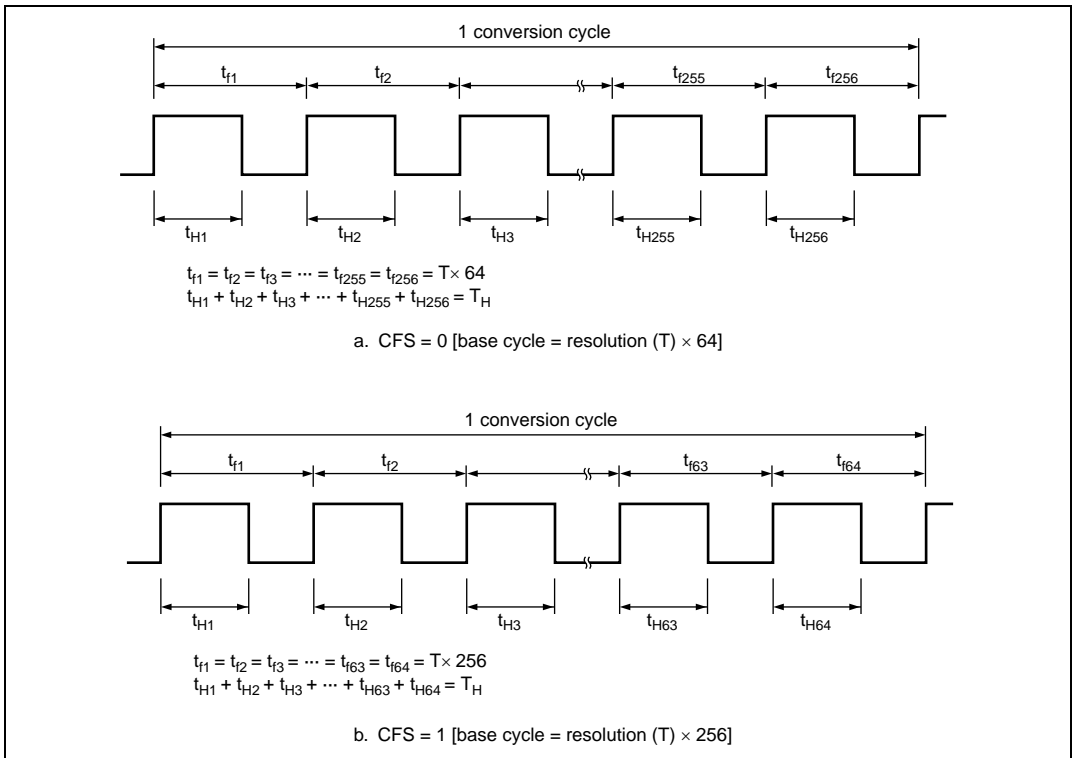 1 conversion cycle
tf1 tf2 tf255 tf256
tH1 tH2 tH3 tH255 tH256
tf1 = tf2 = tf3 = ··· = tf255 = tf256 = T× 64
tH1 + tH2 + tH3 + ··· + tH255 + tH256 = TH
a. CFS = 0 [base cycle = resolution (T) × 64]
1 conversion cycle
tf1 tf2 tf63 tf64
tH1 tH2 tH3 tH63 tH64
tf1 = tf2 = tf3 = ··· = tf63 = tf64 = T× 256
tH1 + tH2 + tH3 + ··· + tH63 + tH64 = TH
b. CFS = 1 [base cycle = resolution (T) × 256]